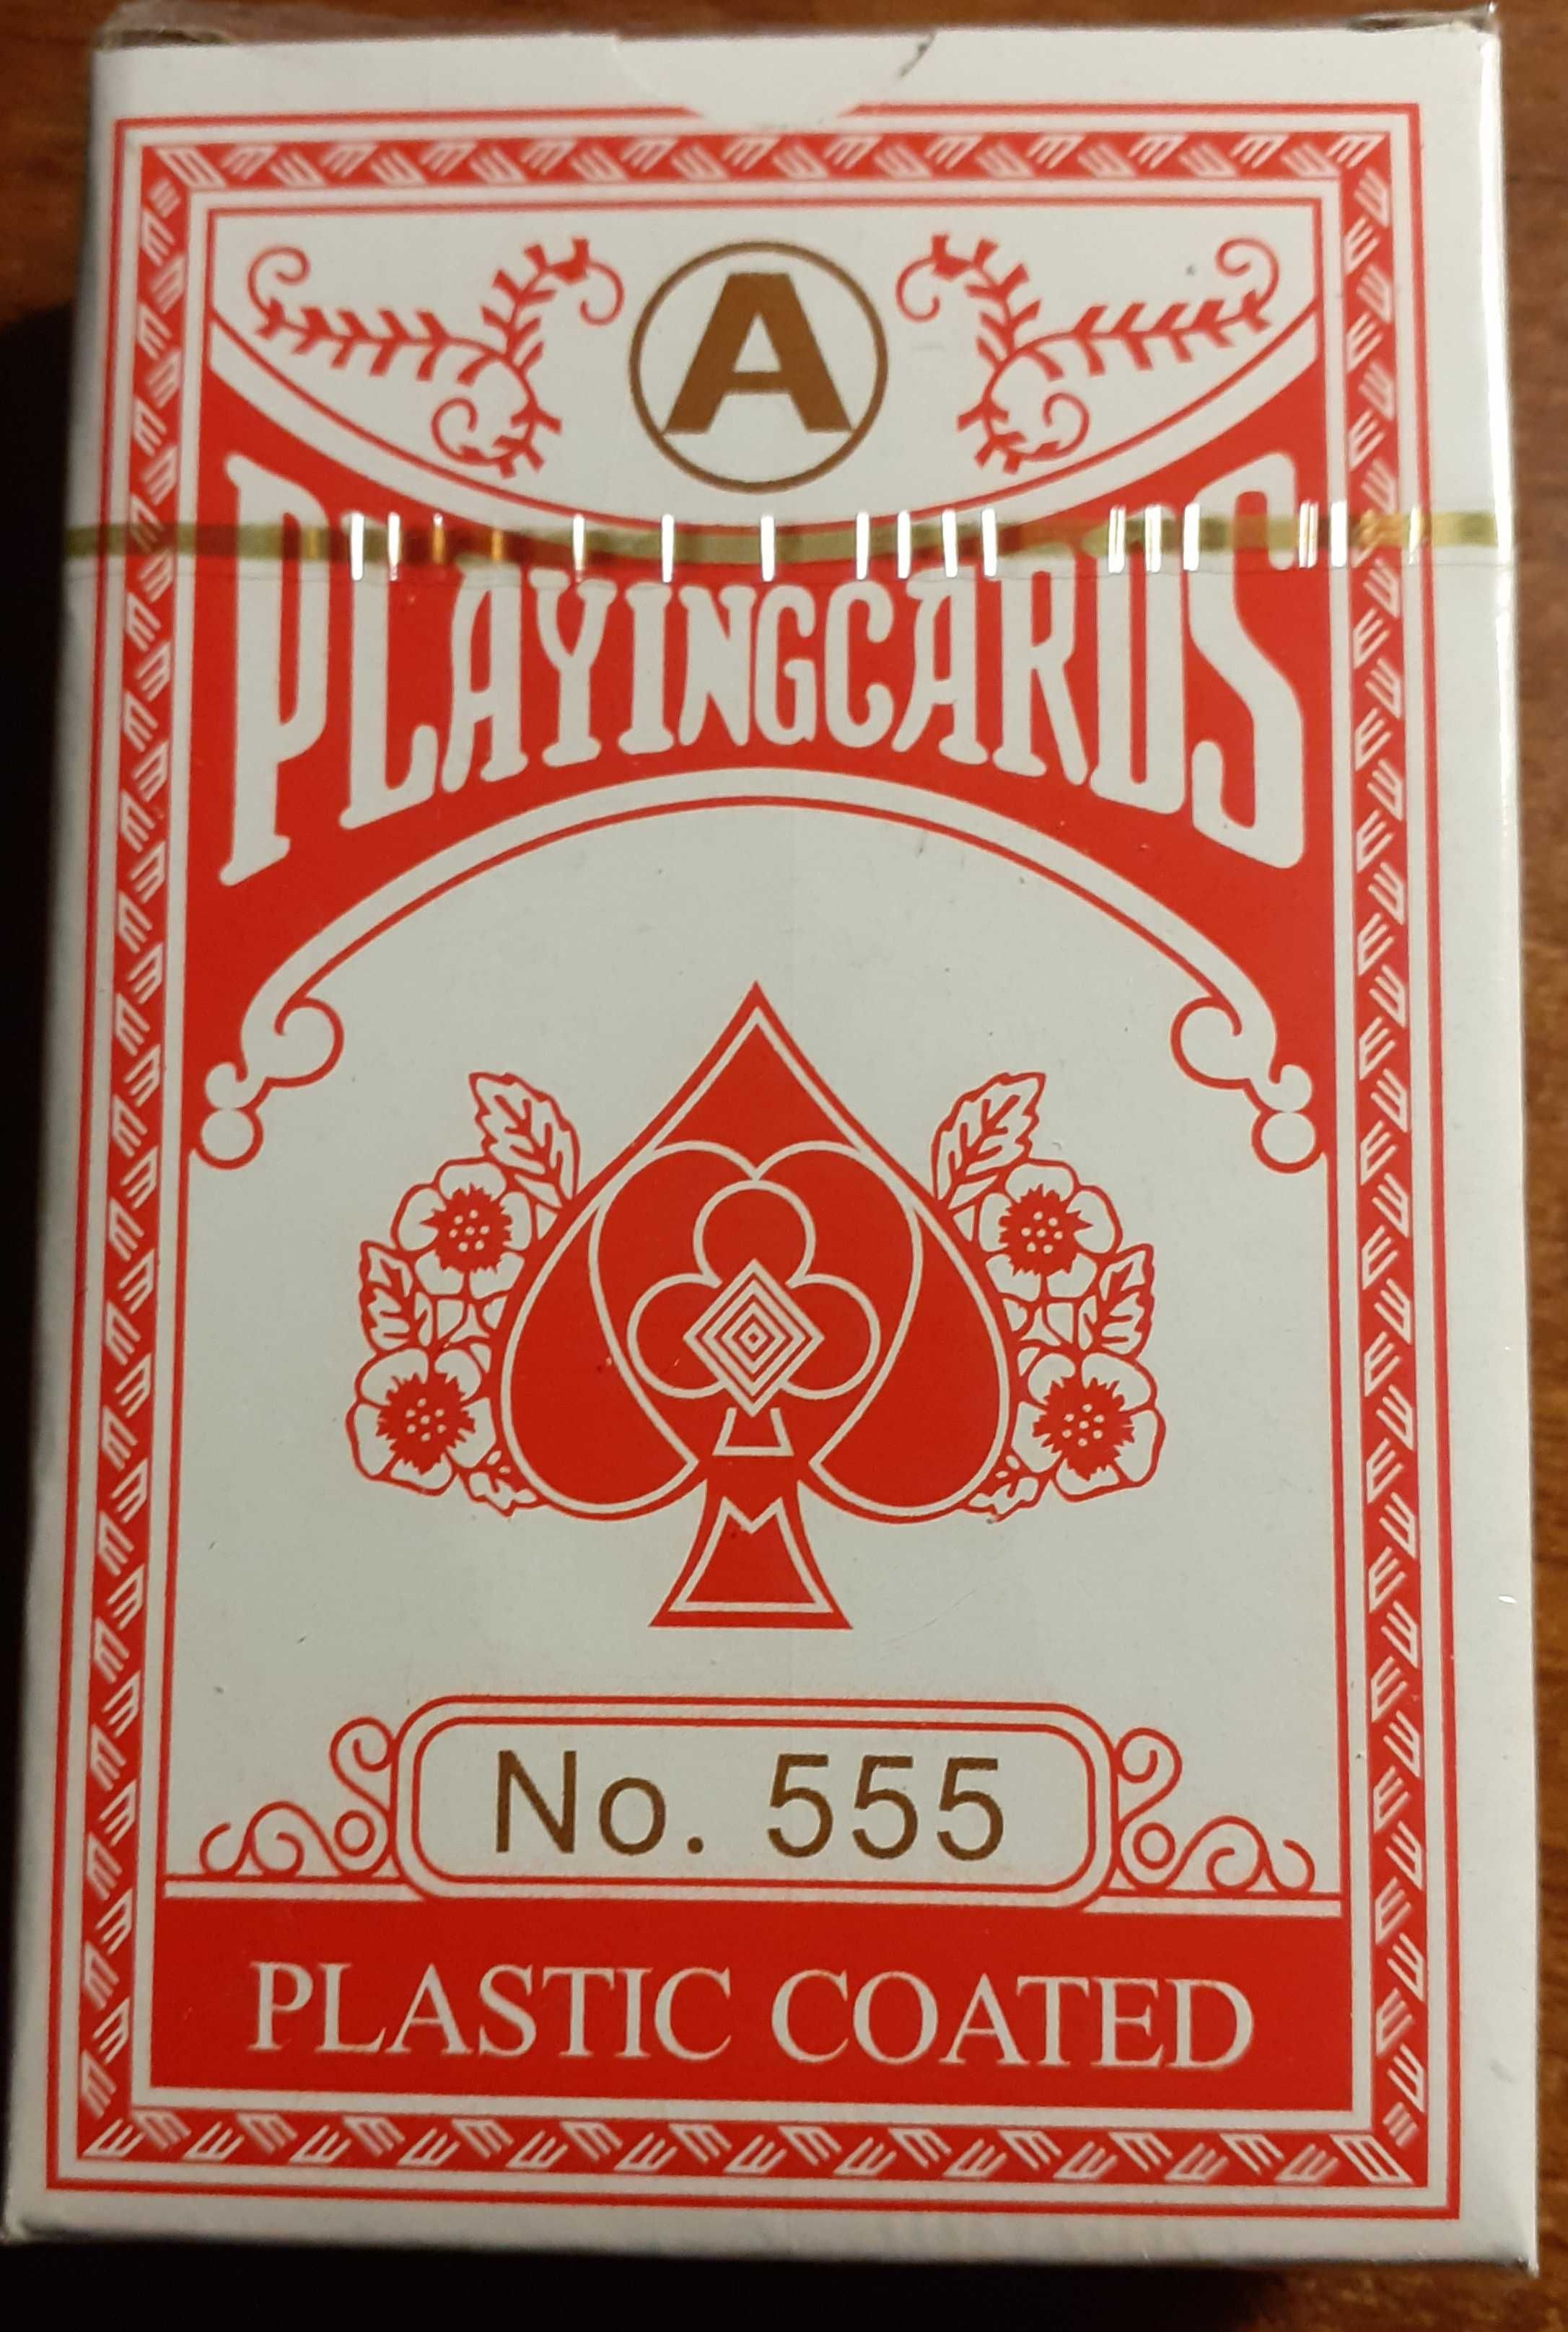 A
PLAYINGCARDS
No. 555
PLASTIC COATED